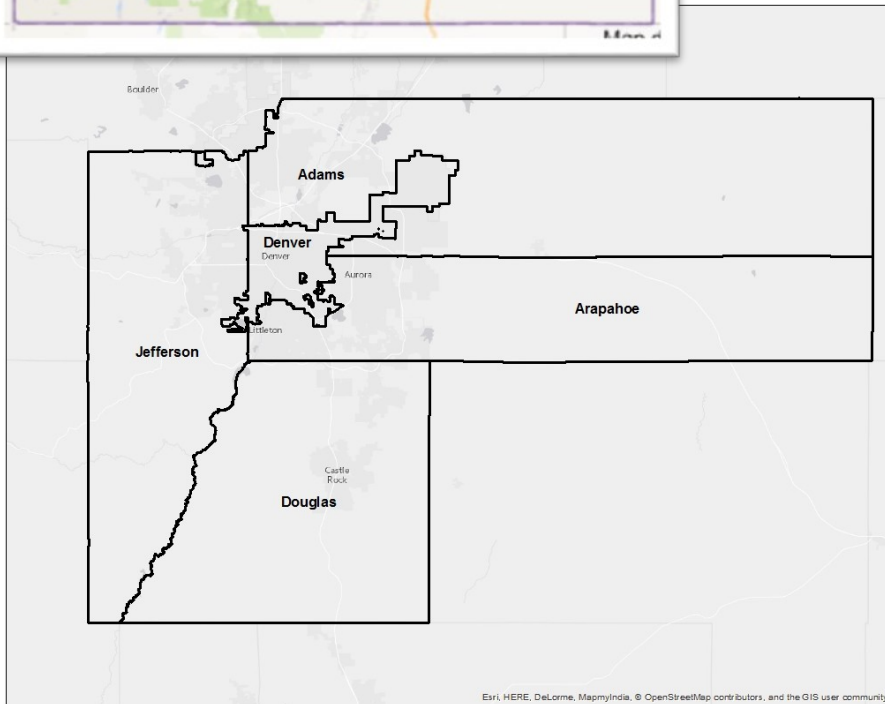 Boulder
Adams
Denver
Denver
Aurora
Arapahoe
Littleton
Jefferson
Castle
Rock
Douglas
Esri, HERE, DeLorme, MapmyIndia, © OpenStreetMap contributors, and the GIS user community